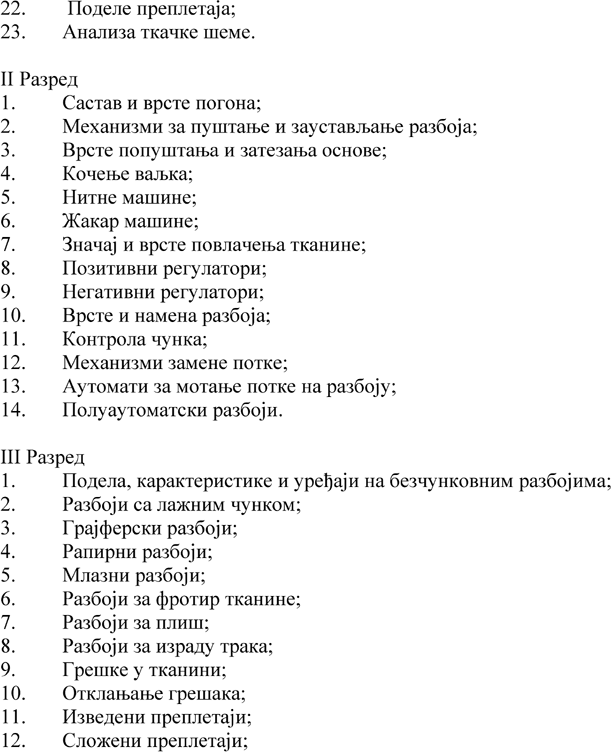 22. Поделе преплетаја;
23. Анализа ткачке шеме.
II Разред
1. Састав и врсте погона;
2. Механизми за пуштање и заустављање разбоја;
3. Врсте попуштања и затезања основе;
4. Кочење ваљка;
5. Нитне машине;
6. Жакар машине;
7. Значај и врсте повлачења тканине;
8. Позитивни регулатори;
9. Негативни регулатори;
10. Врсте и намена разбоја;
11. Контрола чунка;
12. Механизми замене потке;
13. Аутомати за мотање потке на разбоју;
14. Полуаутоматски разбоји.
III Разред
1. Подела, карактеристике и уређаји на безчунковним разбојима;
2. Разбоји са лажним чунком;
3. Грајферски разбоји;
4. Рапирни разбоји;
5. Млазни разбоји;
6. Разбоји за фротир тканине;
7. Разбоји за плиш;
8. Разбоји за израду трака;
9. Грешке у тканини;
10. Отклањање грешака;
11. Изведени преплетаји;
12. Сложени преплетаји;